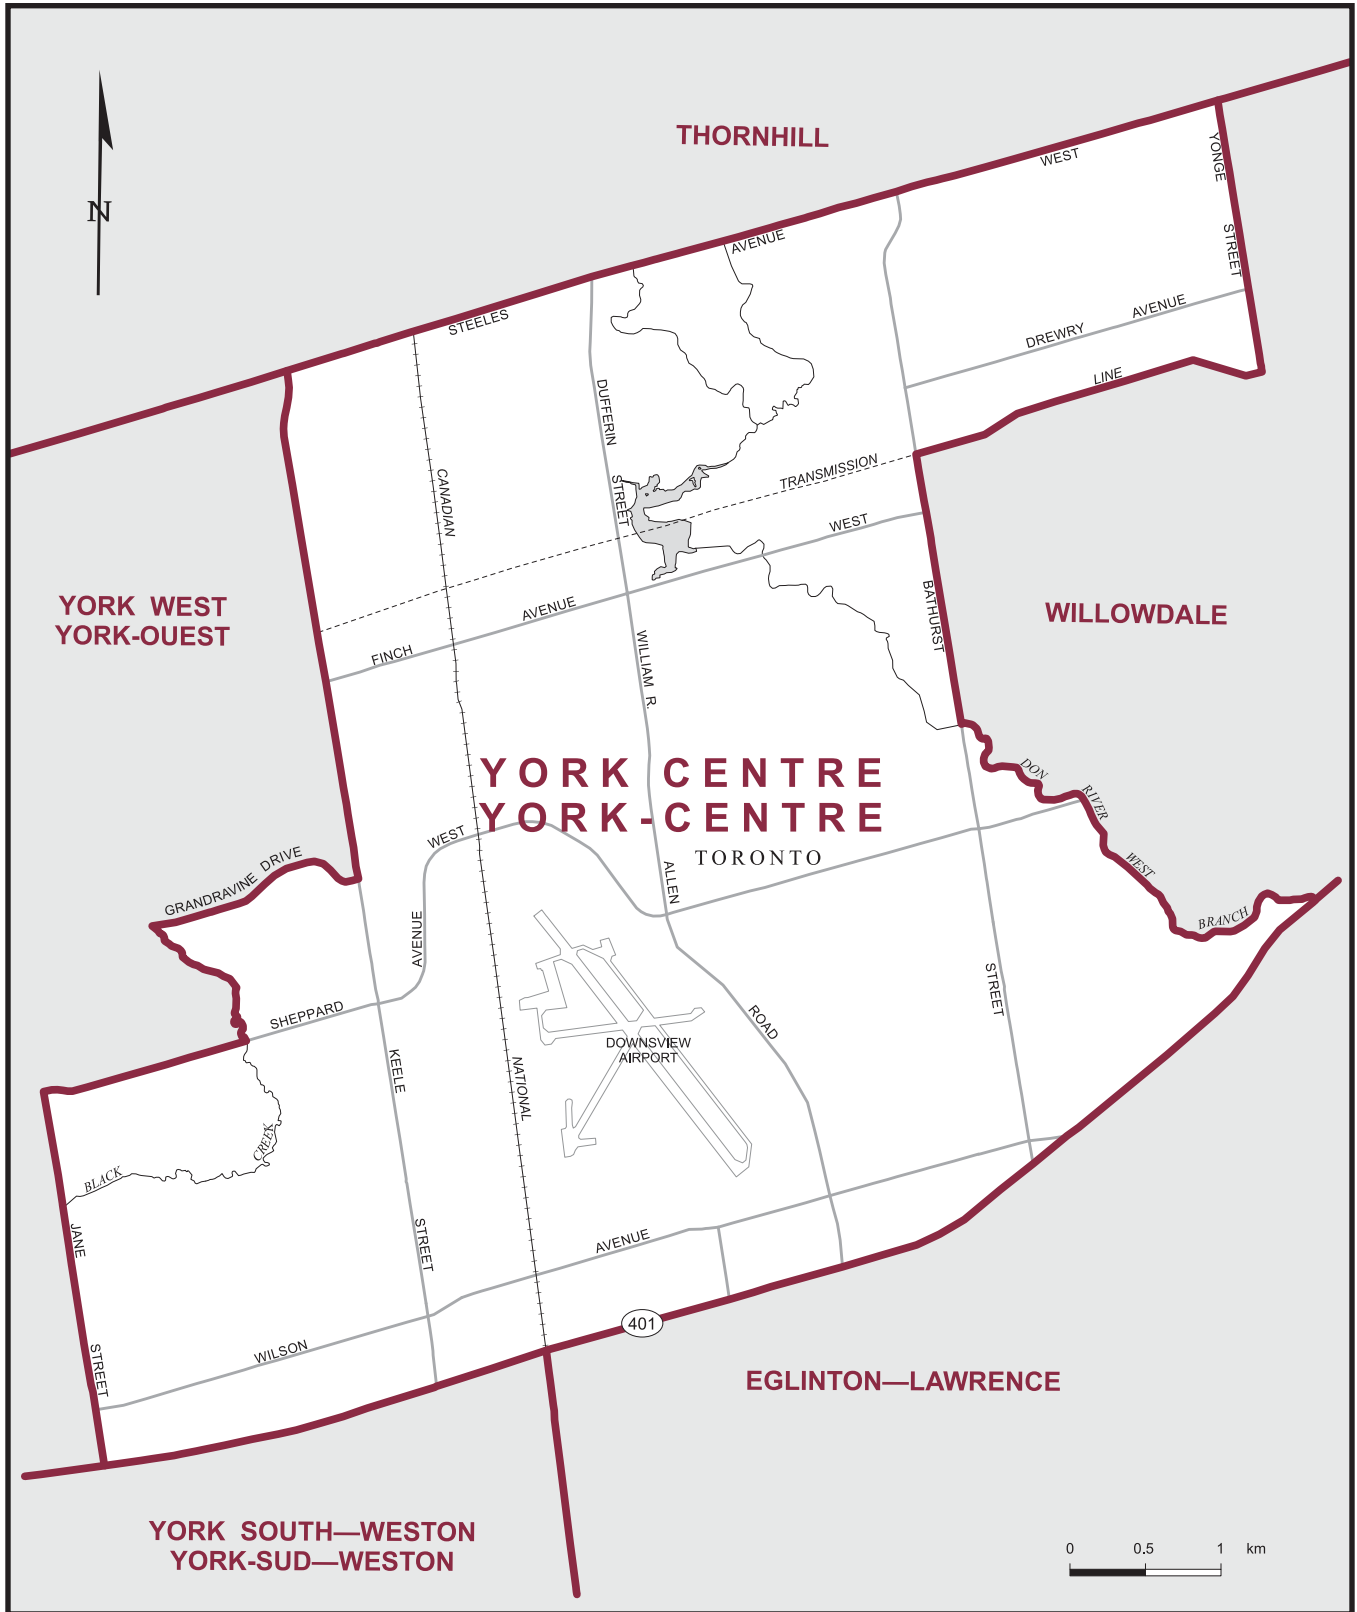 THORNHILL
YONGE
WEST
N
STREET
AVENUE
STEELES
AVENUE
DREWRY
LINE
DUFFERIN
CANADIAN
TRANSMISSION
STREET
WEST
YORK WEST
YORK-OUEST
AVENUE
BATHURST
WILLOWDALE
FINCH
WILLIAM R.
YORK CENTRE
YORK-CENTRE
DON
RIVER
WEST
TORONTO
GRANDRAVINE DRIVE
ALLEN
WEST
AVENUE
BRANCH
STREET
SHEPPARD
ROAD
DOWNSVIEW
AIRPORT
KEELE
NATIONAL
CREEK
BLACK
JANE
STREET
AVENUE
401
WILSON
STREET
EGLINTON—LAWRENCE
YORK SOUTH—WESTON
YORK-SUD—WESTON
0 0.5 1 km